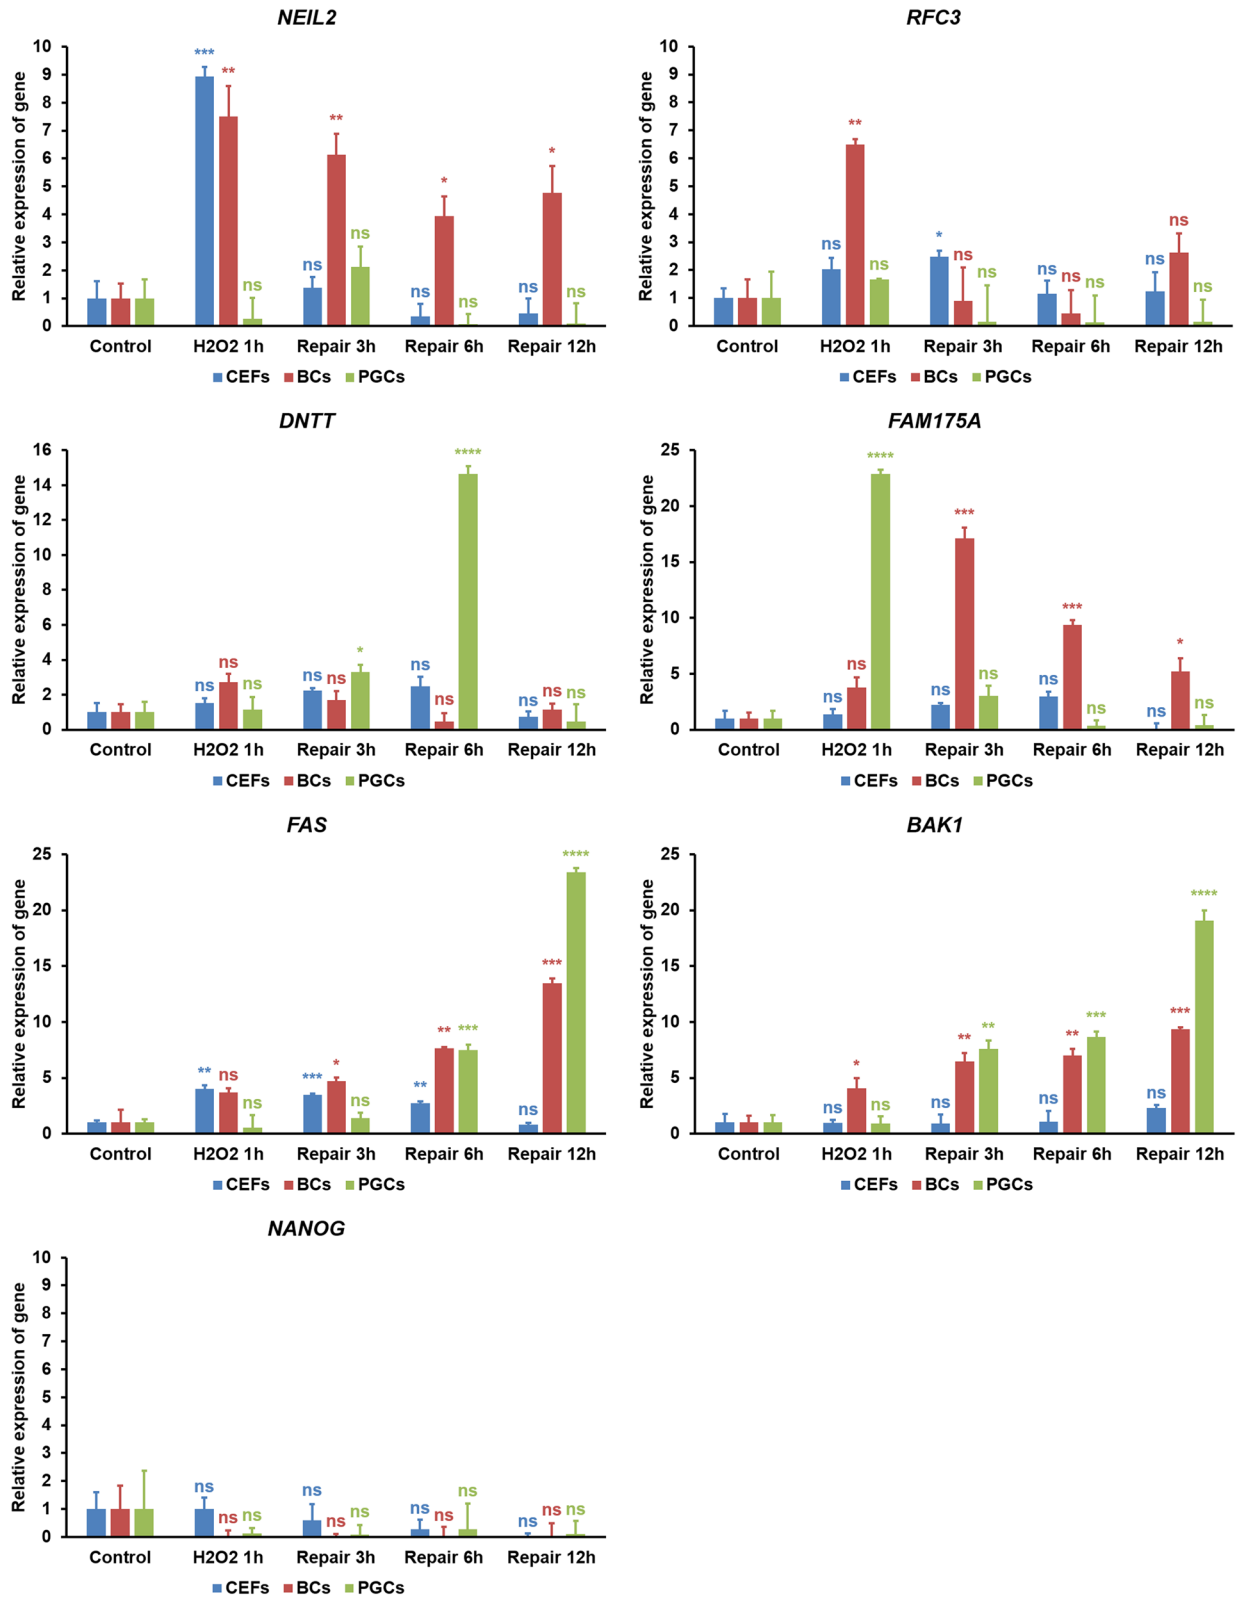 NEIL2
Relative expression of gene
10
9
8
7
6
5
4
3
2
1
0
*** ** ns
ns ** ns
ns * ns
ns * ns
Control H2O2 1h Repair 3h Repair 6h Repair 12h
CEFs BCs PGCs
RFC3
Relative expression of gene
10
9
8
7
6
5
4
3
2
1
0
ns ** ns
* ns ns
ns ns ns
ns ns ns
Control H2O2 1h Repair 3h Repair 6h Repair 12h
CEFs BCs PGCs
DNTT
Relative expression of gene
16
14
12
10
8
6
4
2
0
ns ns ns
ns ns *
ns ns ****
ns ns ns
Control H2O2 1h Repair 3h Repair 6h Repair 12h
CEFs BCs PGCs
FAM175A
Relative expression of gene
25
20
15
10
5
0
ns ns ****
ns *** ns
ns *** ns
ns * ns
Control H2O2 1h Repair 3h Repair 6h Repair 12h
CEFs BCs PGCs
FAS
Relative expression of gene
25
20
15
10
5
0
** ns ns
*** * ns
** ** ***
ns *** ****
Control H2O2 1h Repair 3h Repair 6h Repair 12h
CEFs BCs PGCs
BAK1
Relative expression of gene
25
20
15
10
5
0
ns * ns
ns ** **
ns ** ***
ns *** ****
Control H2O2 1h Repair 3h Repair 6h Repair 12h
CEFs BCs PGCs
NANOG
Relative expression of gene
10
9
8
7
6
5
4
3
2
1
0
ns ns ns
ns ns ns
ns ns ns
ns ns ns
Control H2O2 1h Repair 3h Repair 6h Repair 12h
CEFs BCs PGCs